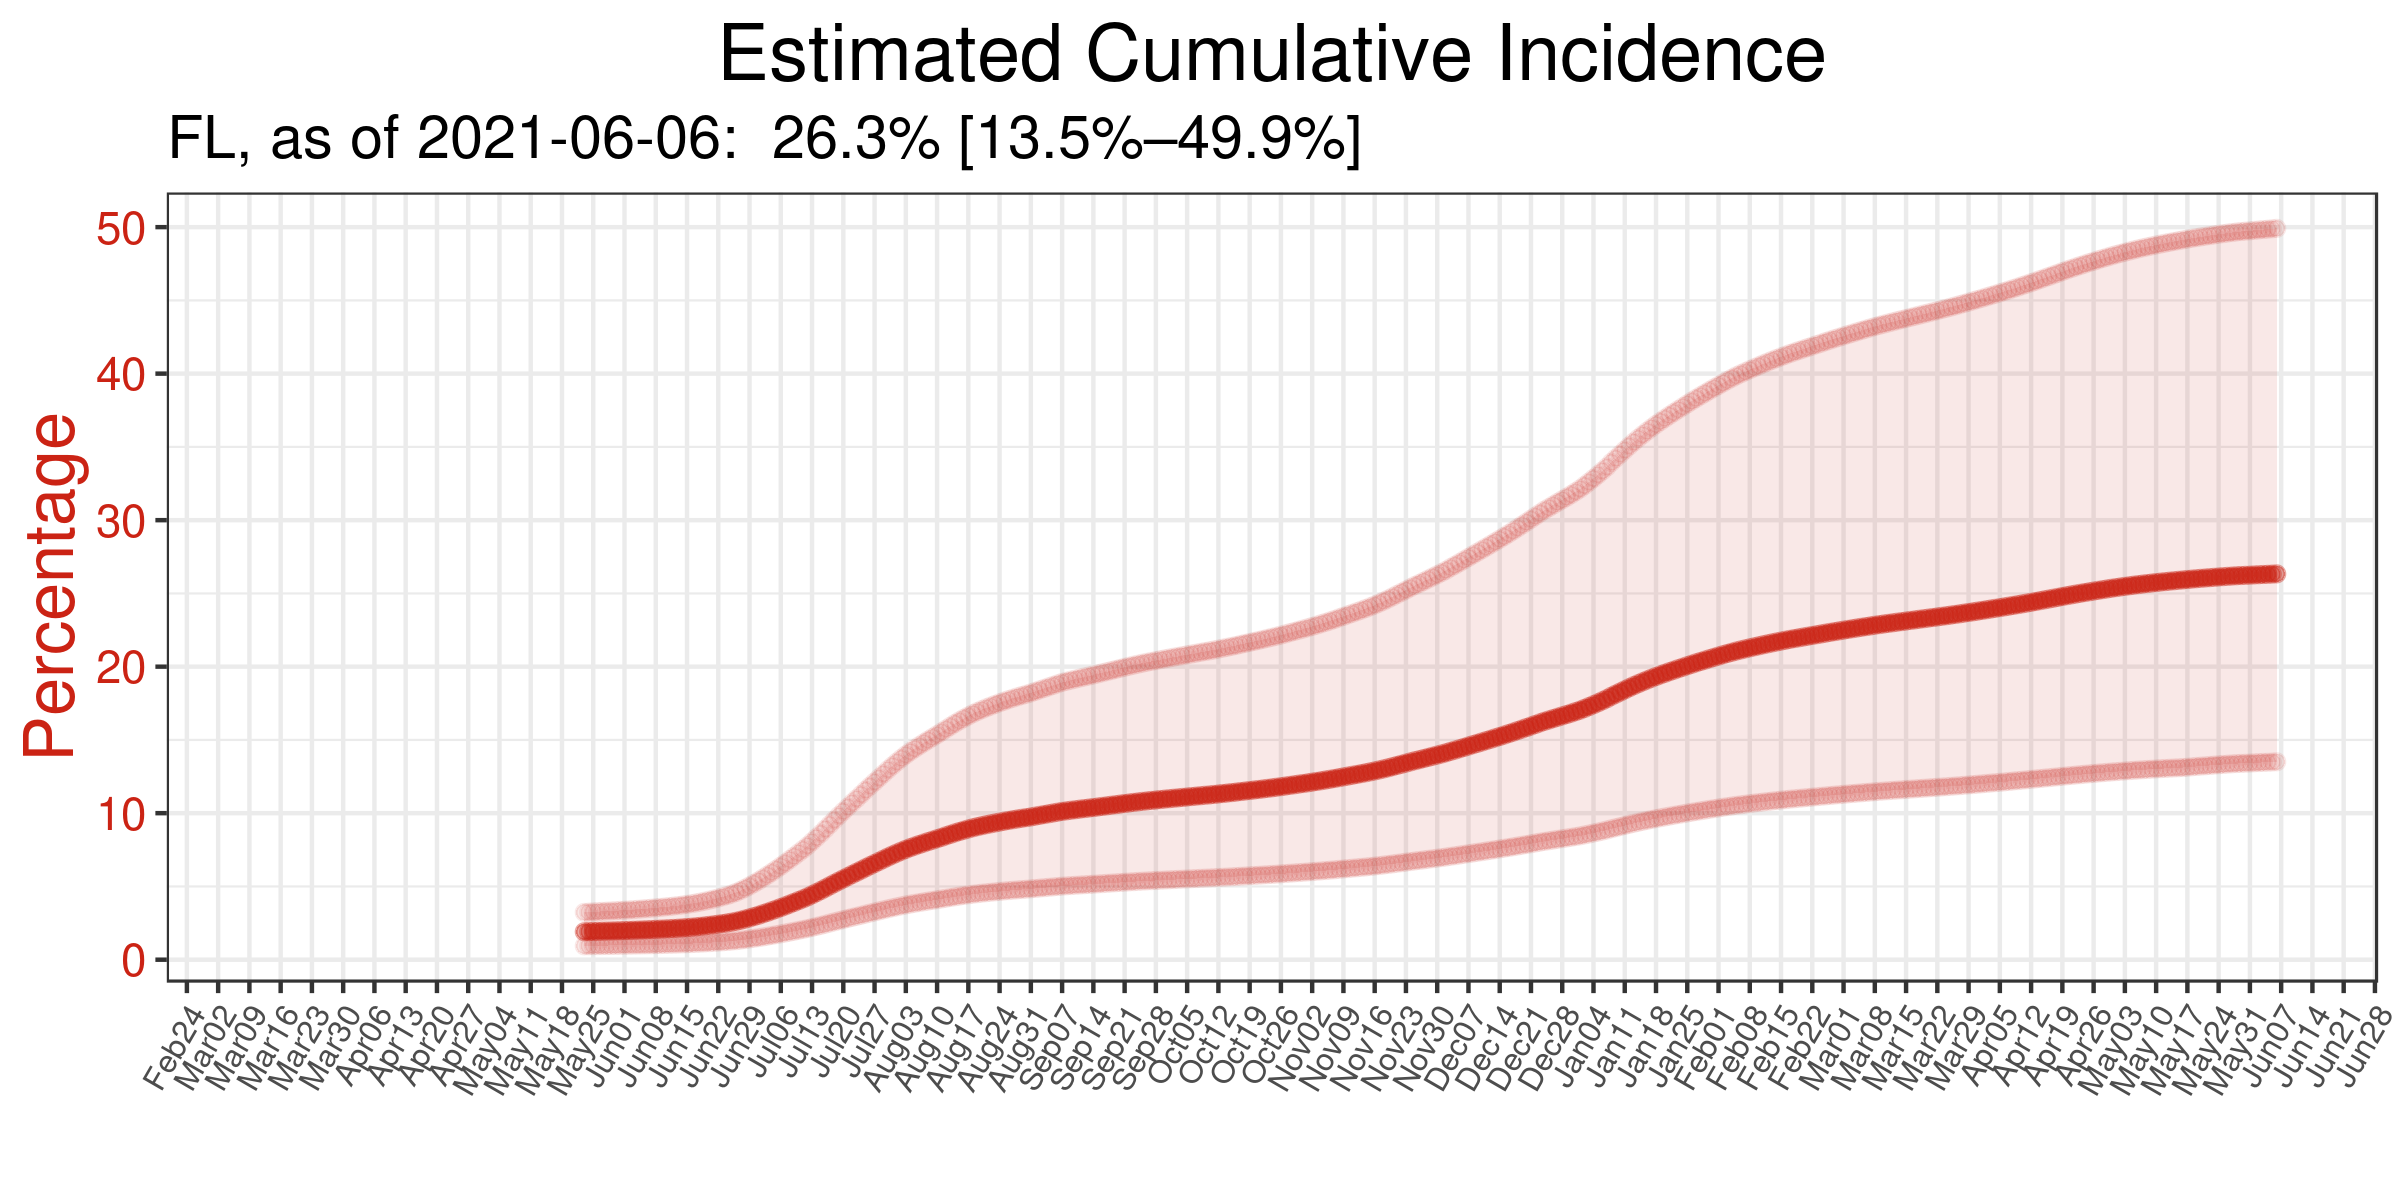 Estimated Cumulative Incidence
FL, as of 2021-06-06:  26.3% [13.5%–49.9%]
Percentage
50
40
30
20
10
0
Feb24
Mar02
Mar09
Mar16
Mar23
Mar30
Apr06
Apr13
Apr20
Apr27
May04
May11
May18
May25
Jun01
Jun08
Jun15
Jun22
Jun29
Jul06
Jul13
Jul20
Jul27
Aug03
Aug10
Aug17
Aug24
Aug31
Sep07
Sep14
Sep21
Sep28
Oct05
Oct12
Oct19
Oct26
Nov02
Nov09
Nov16
Nov23
Nov30
Dec07
Dec14
Dec21
Dec28
Jan04
Jan11
Jan18
Jan25
Feb01
Feb08
Feb15
Feb22
Mar01
Mar08
Mar15
Mar22
Mar29
Apr05
Apr12
Apr19
Apr26
May03
May10
May17
May24
May31
Jun07
Jun14
Jun21
Jun28